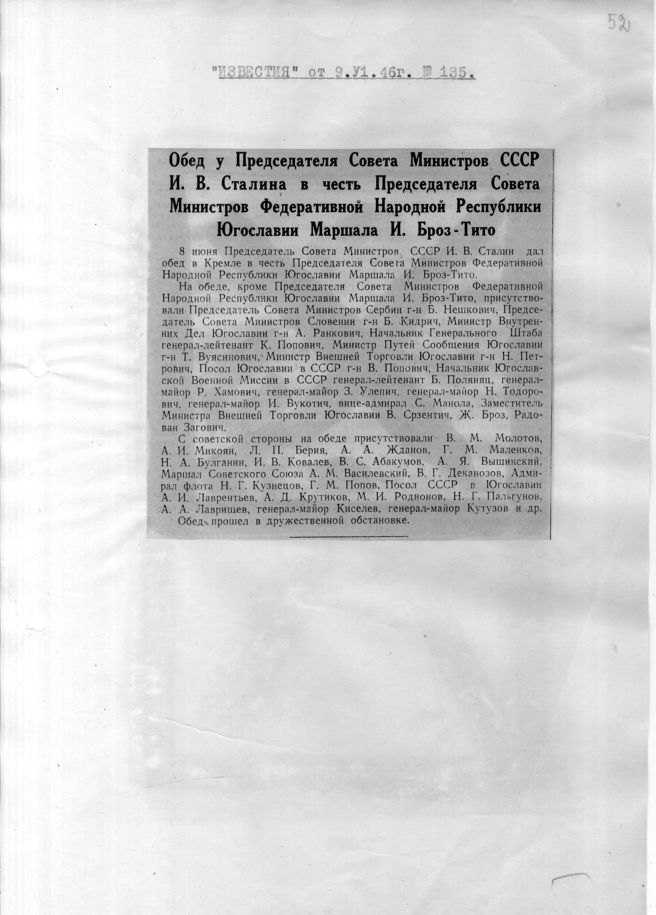 52
"ИЗВЕСТИЯ" от 9.У1.46г. № 135.
Обед у Председателя Совета Министров СССР
И. В. Сталина в честь Председателя Совета
Министров Федеративной Народной Республики
Югославии Маршала И. Броз-Тито
8 июня Председатель Совета Министров СССР И. В. Сталин дал
обед в Кремле в честь Председателя Совета Министров Федеративной
Народной Республики Югославии Маршала И. Броз-Тито.
На обеде, кроме Председателя Совета Министров Федеративной
Народной Республики Югославии Маршала И. Броз-Тито, присутство-
вали Председатель Совета Министров Сербии г-н Б. Нешкович, Предсе-
датель Совета Министров Словении г-н Б. Кидрич, Министр Внутрен-
них Дел Югославии г-н А. Ранкович, Начальник Генерального Штаба
генерал-лейтенант К. Попович, Министр Путей Сообщения Югославии
г-н Т. Вуясинович, Министр Внешней Торговли Югославии г-н Н. Пет-
рович, Посол Югославии в СССР г-н В. Попович, Начальник Югослав-
ской Военной Миссии в СССР генерал-лейтенант Б. Поляняц, генерал-
майор Р. Хамович, генерал-майор З. Улепич, генерал-майор Н. Тодоро-
вич, генерал-майор И. Вукотич, вице-адмирал С. Манола, Заместитель
Министра Внешней Торговли Югославии В. Срзентич, Ж. Броз, Радо-
ван Загович.
С советской стороны на обеде присутствовали В. М. Молотов,
А. И. Микоян, Л. П. Берия, А. А. Жданов, Г. М. Маленков,
Н. А. Булганин, И. В. Ковалев, В. С. Абакумов, А. Я. Вышинский,
Маршал Советского Союза А. М. Василевский, В. Г. Деканозов, Адми-
рал флота Н. Г. Кузнецов, Г. М. Попов, Посол СССР в Югославии
А. И. Лаврентьев, А. Д. Крутиков, М. И. Родионов, Н. Г. Пальгунов,
А. А. Лаврищев, генерал-майор Киселев, генерал-майор Кутузов и др.
Обед прошел в дружественной обстановке.